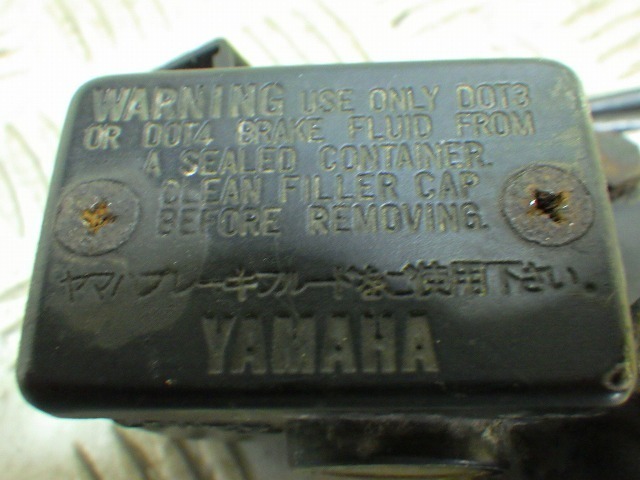 WARNING USE ONLY DOT3
OR DOT4 BRAKE FLUID FROM
A SEALED CONTAINER.
CLEAN FILLER CAP
BEFORE REMOVING.
ヤマハブレーキフルードをご使用下さい。
YAMAHA